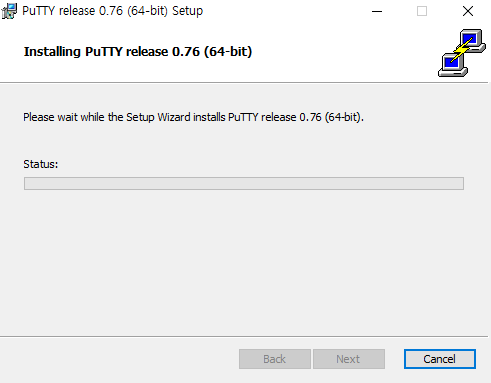 PuTTY release 0.76 (64-bit) Setup
Installing PuTTY release 0.76 (64-bit)
Please wait while the Setup Wizard installs PuTTY release 0.76 (64-bit).
Status:
Back
Next
Cancel